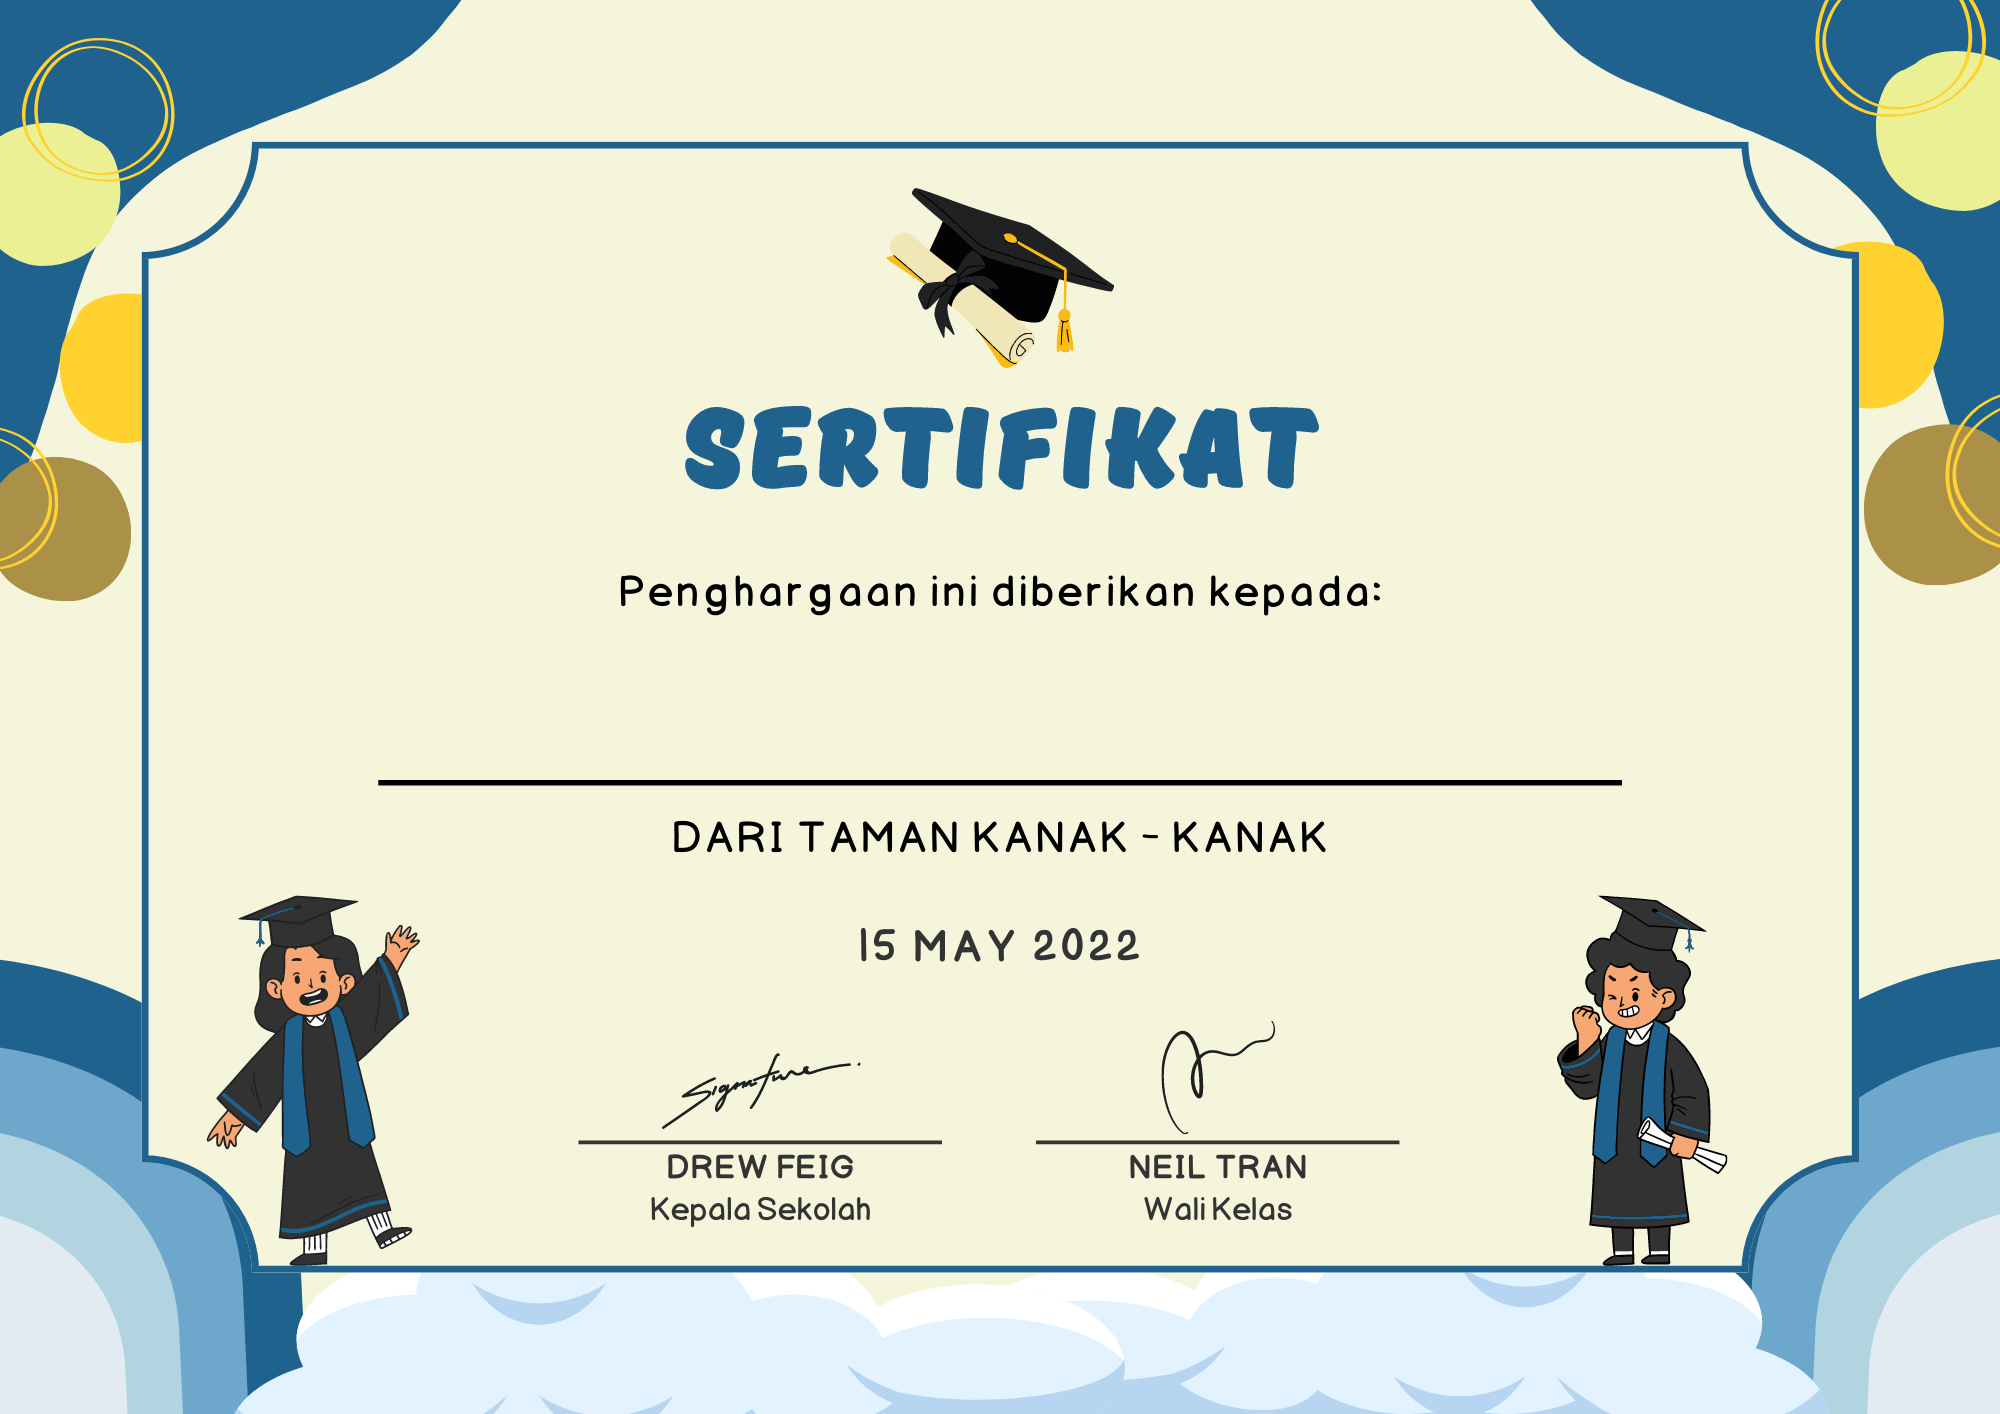 SERTIFIKAT
Penghargaan ini diberikan kepada:
DARI TAMAN KANAK - KANAK
15 MAY 2022
Signature
DREW FEIG
Kepala Sekolah
NEIL TRAN
Wali Kelas